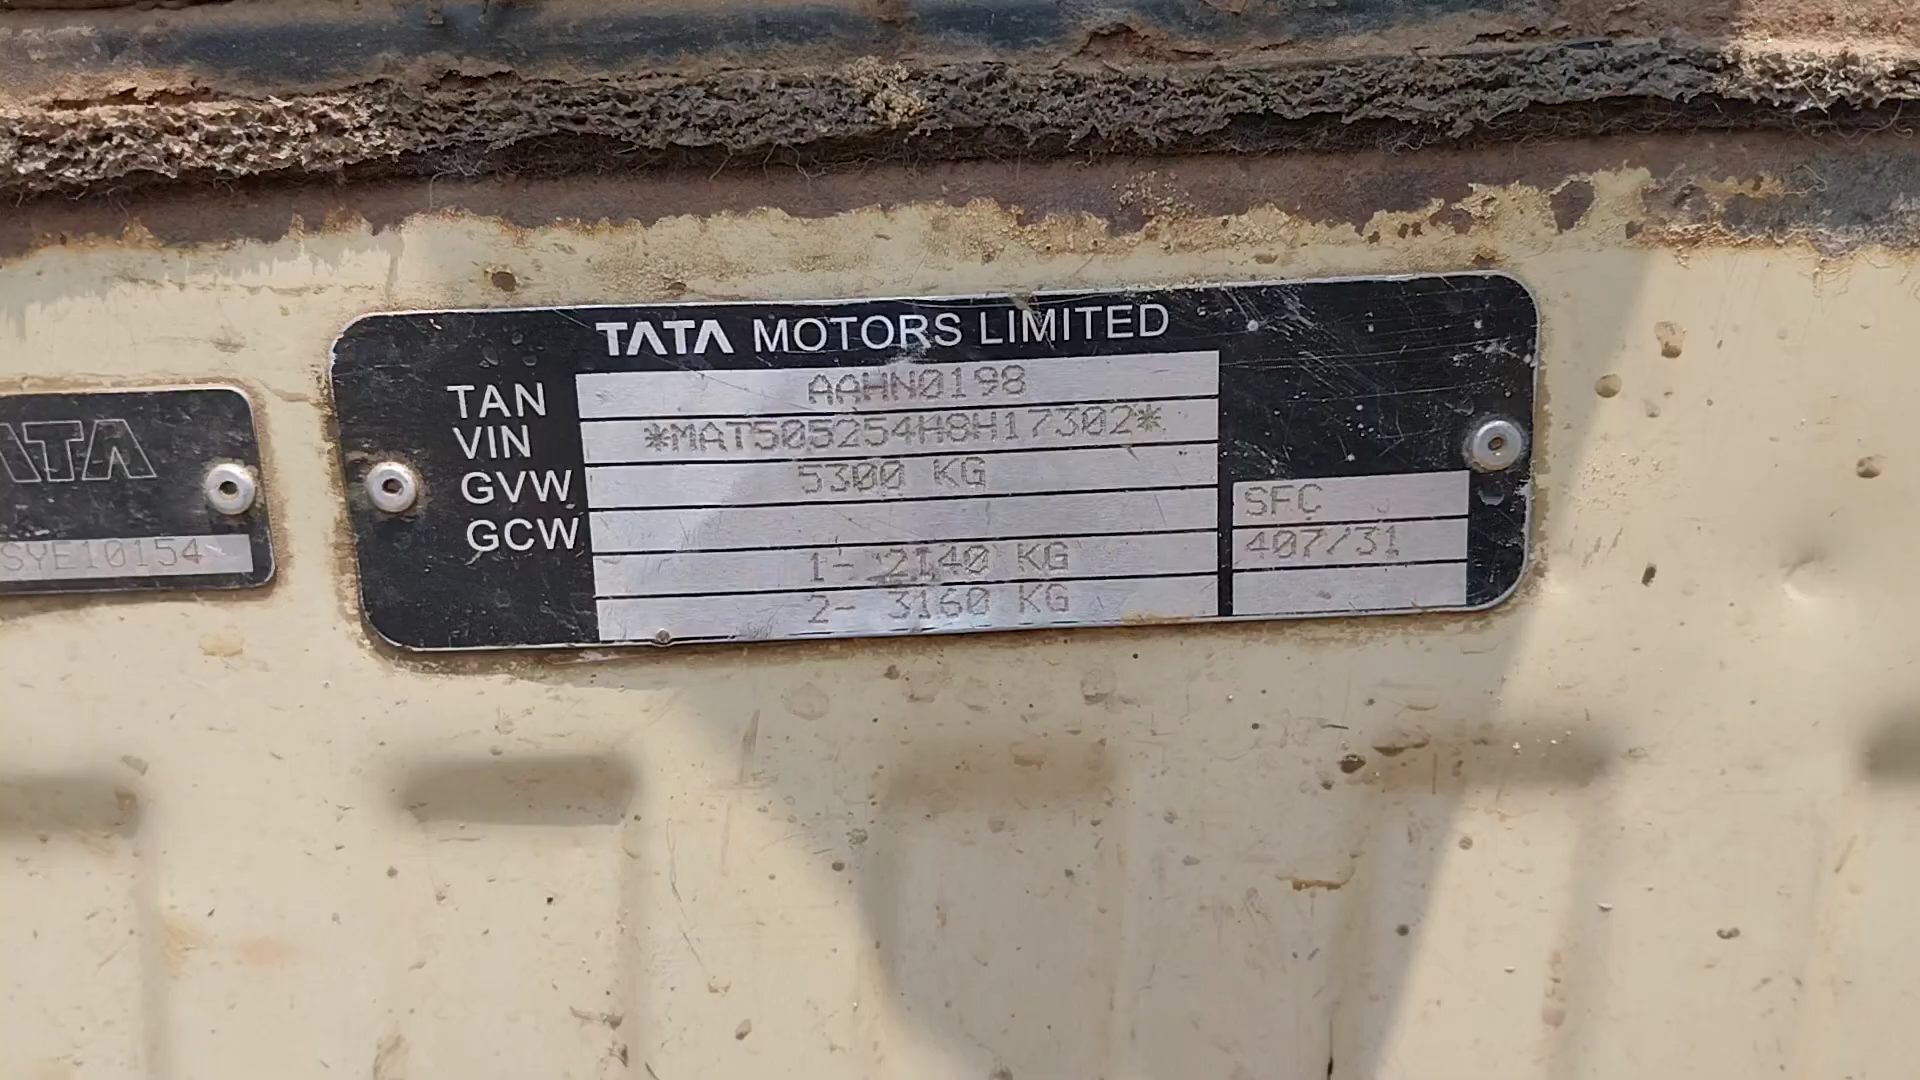 TATA MOTORS LIMITED
TAN AAHN0198
VIN *MAT505254H8H17302*
GVW 5300 KG
GCW
1- 2140 KG
2- 3160 KG
SFC
407/31
TATA
SYE10154